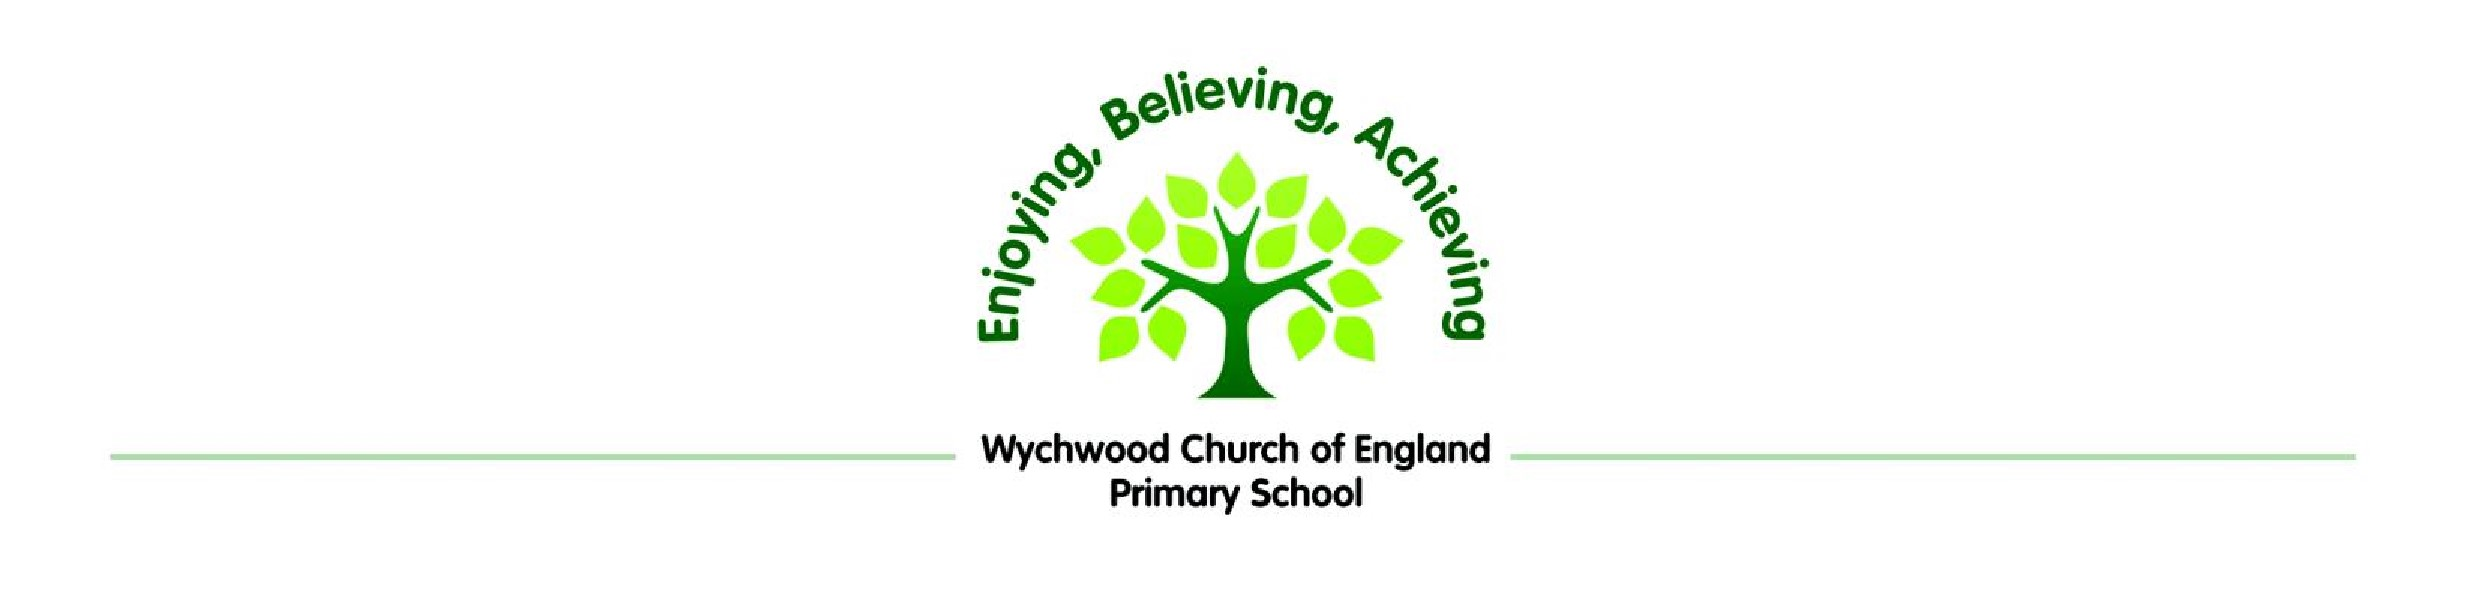 Enjoying, Believing, Achieving
Wychwood Church of England
Primary School